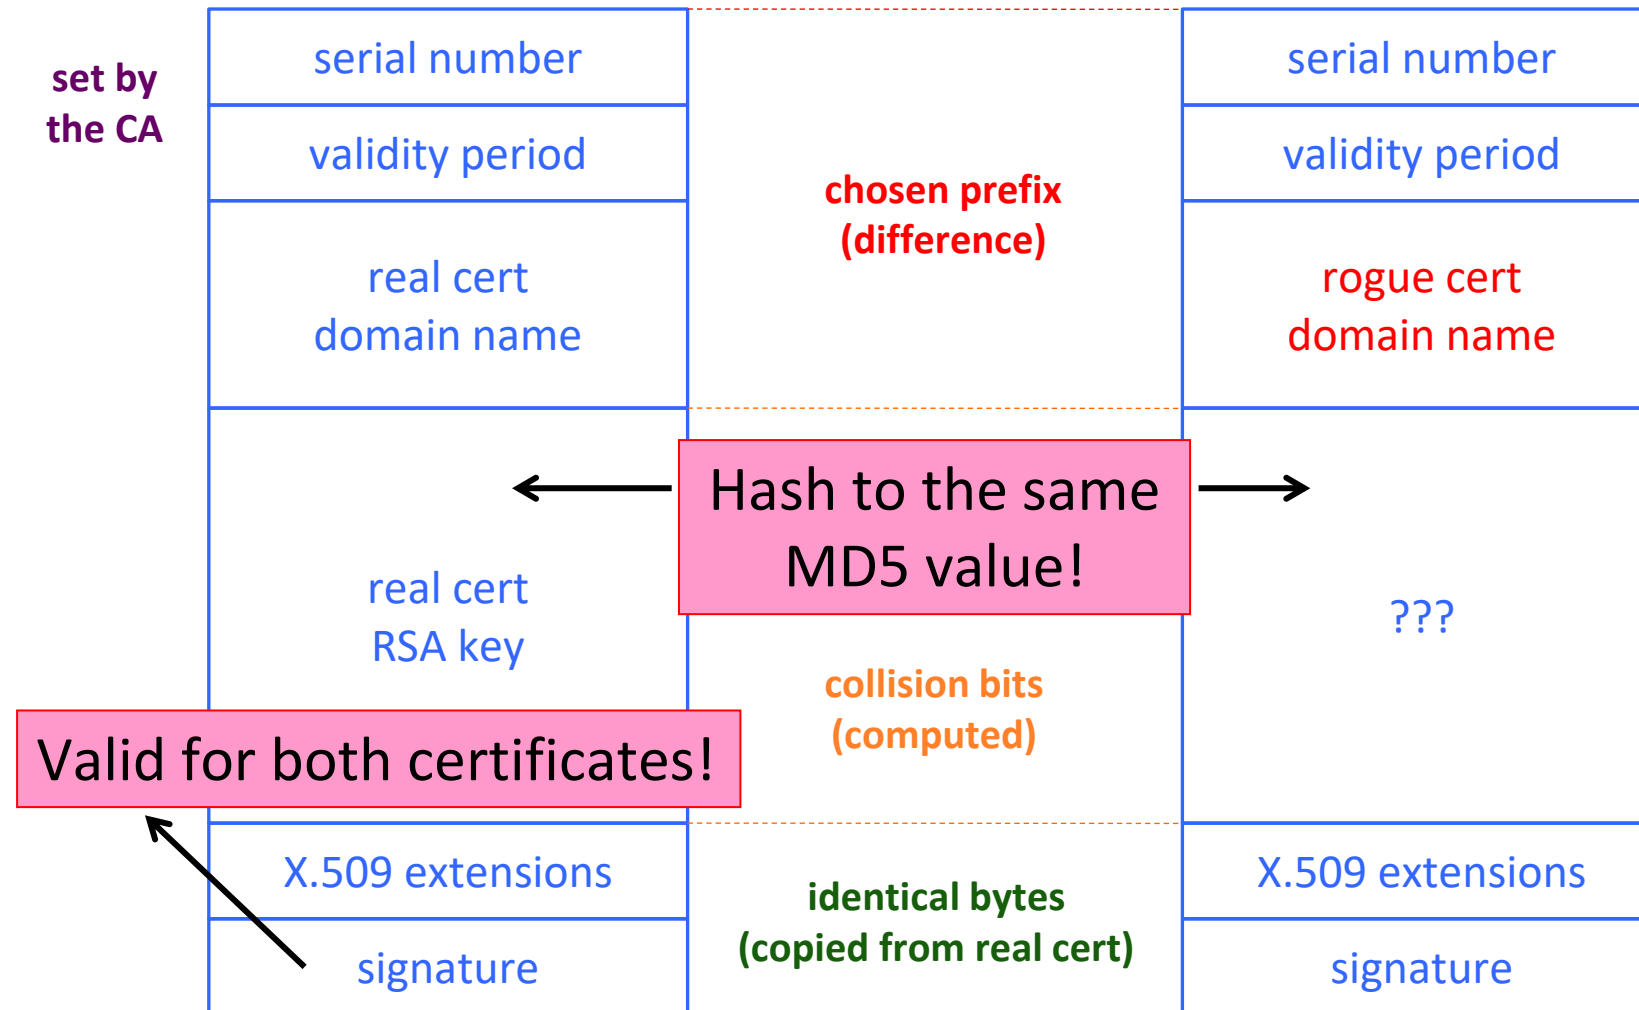 set by
the CA
serial number
validity period
real cert
domain name
real cert
RSA key
X.509 extensions
signature
chosen prefix
(difference)
Hash to the same
MD5 value!
collision bits
(computed)
Valid for both certificates!
identical bytes
(copied from real cert)
serial number
validity period
rogue cert
domain name
???
X.509 extensions
signature